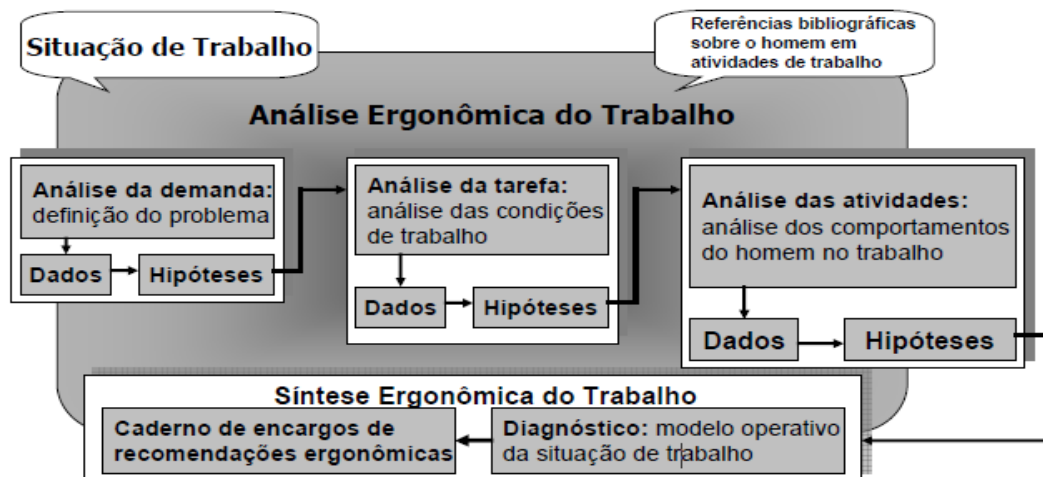 Situação de Trabalho
Referências bibliográficas
sobre o homem em
atividades de trabalho
Análise Ergonômica do Trabalho
Análise da demanda:
definição do problema
Dados
Hipóteses
Análise da tarefa:
análise das condições
de trabalho
Dados
Hipóteses
Análise das atividades:
análise dos comportamentos
do homem no trabalho
Dados
Hipóteses
Síntese Ergonômica do Trabalho
Caderno de encargos de
recomendações ergonômicas
Diagnóstico: modelo operativo
da situação de trabalho